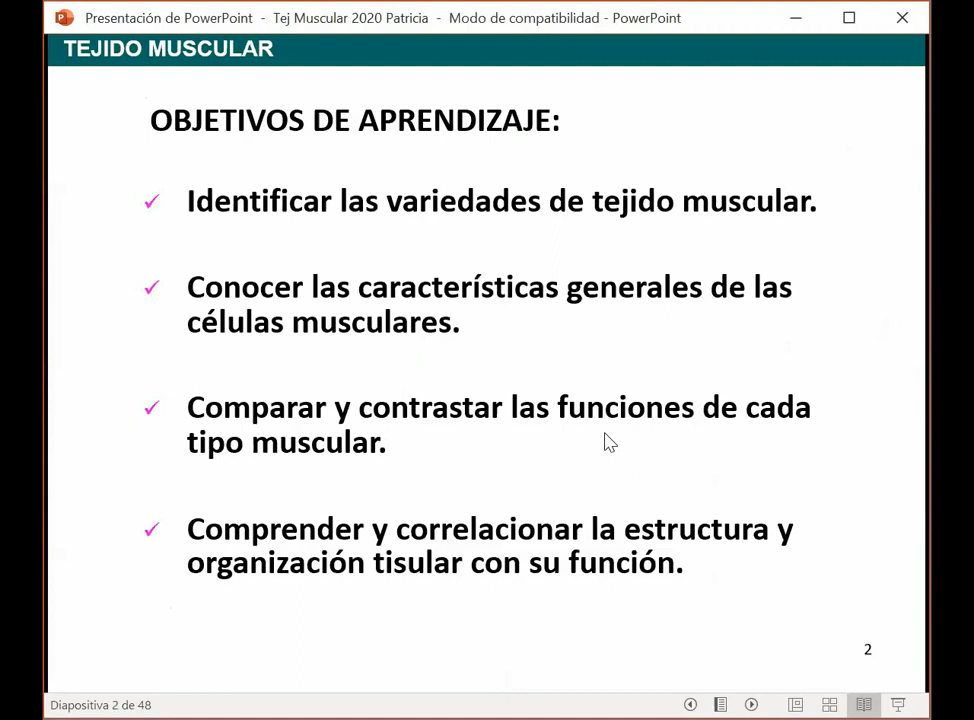 Presentación de PowerPoint - Tej Muscular 2020 Patricia - Modo de compatibilidad - PowerPoint
TEJIDO MUSCULAR
OBJETIVOS DE APRENDIZAJE:
✓ Identificar las variedades de tejido muscular.
✓ Conocer las características generales de las
células musculares.
✓ Comparar y contrastar las funciones de cada
tipo muscular.
✓ Comprender y correlacionar la estructura y
organización tisular con su función.
2
Diapositiva 2 de 48